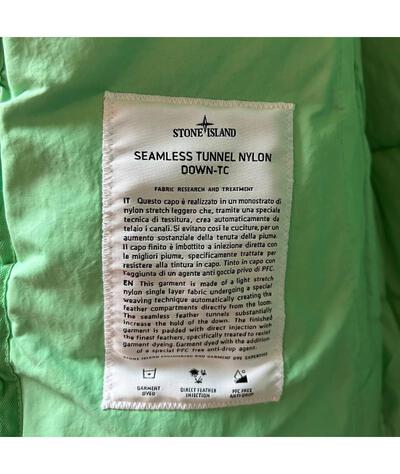 STONE ISLAND
SEAMLESS TUNNEL NYLON
DOWN-TC
FABRIC RESEARCH AND TREATMENT
IT Questo capo è realizzato in un monostrato di
nylon stretch leggero che, tramite una speciale
tecnica di tessitura, crea automaticamente da
telaio i canali. Si evitano così le cuciture, per un
aumento sostanziale della tenuta della piuma.
Il capo finito è imbottito a iniezione diretta con
le migliori piume, specificatamente trattate per
resistere alla tintura in capo. Tinto in capo con
l'aggiunta di un agente anti goccia privo di PFC.
EN This garment is made of a light stretch
nylon single layer fabric undergoing a special
weaving technique automatically creating the
feather compartments directly from the loom.
The seamless feather tunnels substantially
increase the hold of the down. The finished
garment is padded with direct injection with
the finest feathers, specifically treated to resist
garment dyeing. Garment dyed with the addition
of a special PFC free anti-drop agent.
STONE ISLAND ENGINEERING AND GARMENT DYE EXPERTISE
GARMENT DIRECT FEATHER PFC FREE
DYED INJECTION ANTI-DROP